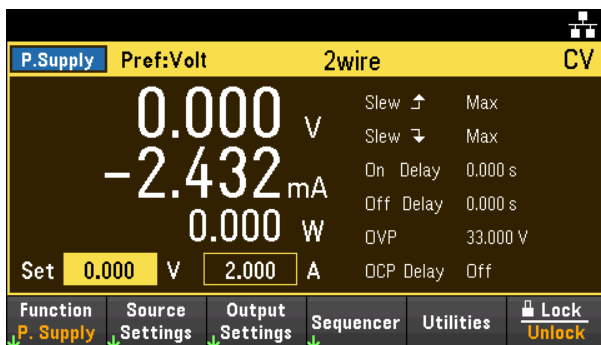 P.Supply Pref:Volt 2wire CV
0.000 V
−2.432 mA
0.000 W
Set 0.000 V 2.000 A
Slew Max
Slew Max
On Delay 0.000 s
Off Delay 0.000 s
OVP 33.000 V
OCP Delay Off
Function P. Supply
Source Settings
Output Settings
Sequencer
Utilities
Lock Unlock